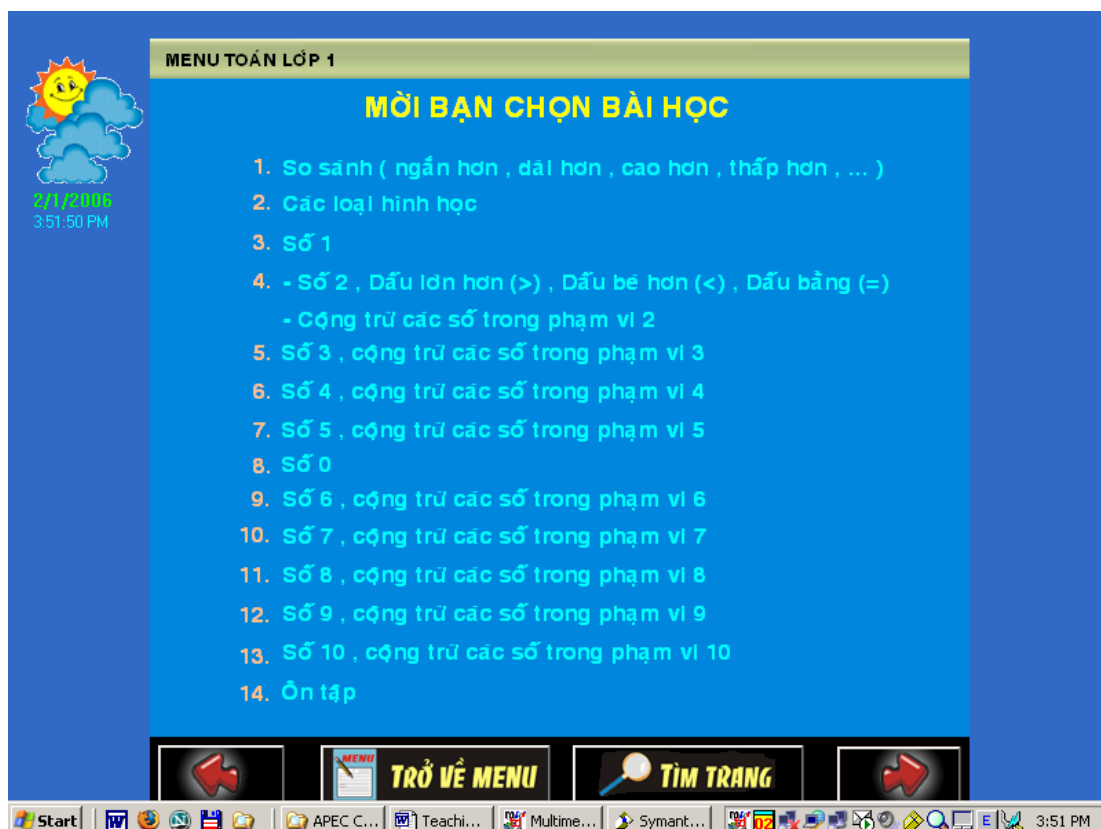 MENU TOÁN LỚP 1
MỜI BẠN CHỌN BÀI HỌC
2/1/2006
3:51:50 PM
1. So sánh ( ngắn hơn , dài hơn , cao hơn , thấp hơn , ... )
2. Các loại hình học
3. Số 1
4. - Số 2 , Dấu lớn hơn (>) , Dấu bé hơn (<) , Dấu bằng (=)
- Cộng trừ các số trong phạm vi 2
5. Số 3 , cộng trừ các số trong phạm vi 3
6. Số 4 , cộng trừ các số trong phạm vi 4
7. Số 5 , cộng trừ các số trong phạm vi 5
8. Số 0
9. Số 6 , cộng trừ các số trong phạm vi 6
10. Số 7 , cộng trừ các số trong phạm vi 7
11. Số 8 , cộng trừ các số trong phạm vi 8
12. Số 9 , cộng trừ các số trong phạm vi 9
13. Số 10 , cộng trừ các số trong phạm vi 10
14. Ôn tập
MENU TRỞ VỀ MENU TÌM TRANG
Start APEC C... Teachi... Multime... Symant... E 3:51 PM